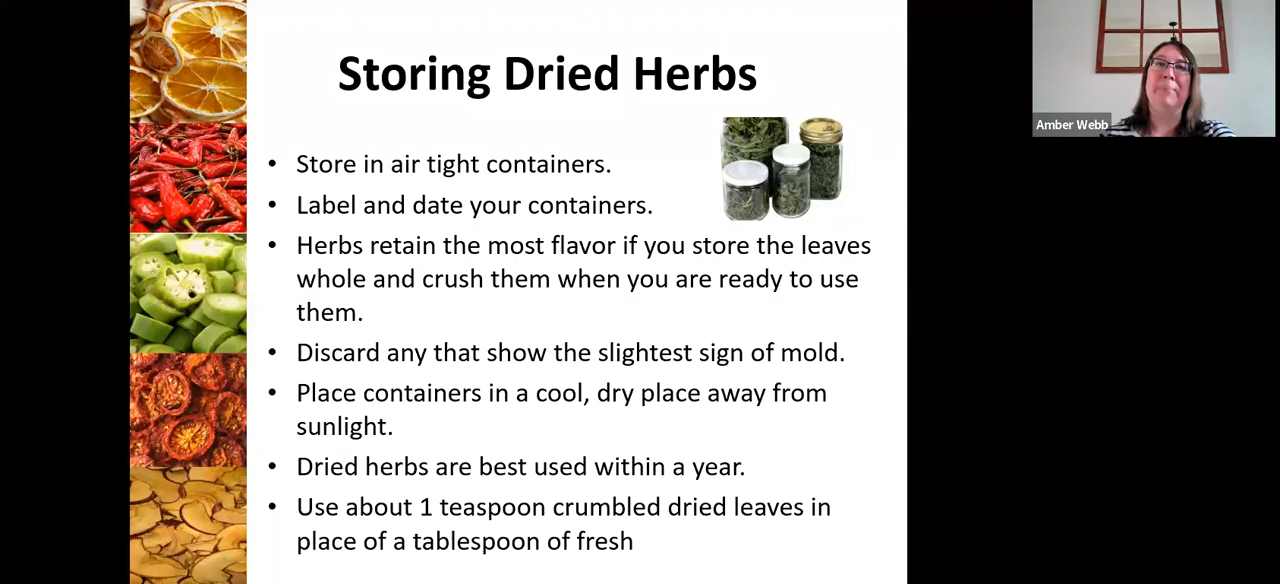 Storing Dried Herbs
• Store in air tight containers.
• Label and date your containers.
• Herbs retain the most flavor if you store the leaves
whole and crush them when you are ready to use
them.
• Discard any that show the slightest sign of mold.
• Place containers in a cool, dry place away from
sunlight.
• Dried herbs are best used within a year.
• Use about 1 teaspoon crumbled dried leaves in
place of a tablespoon of fresh
Amber Webb